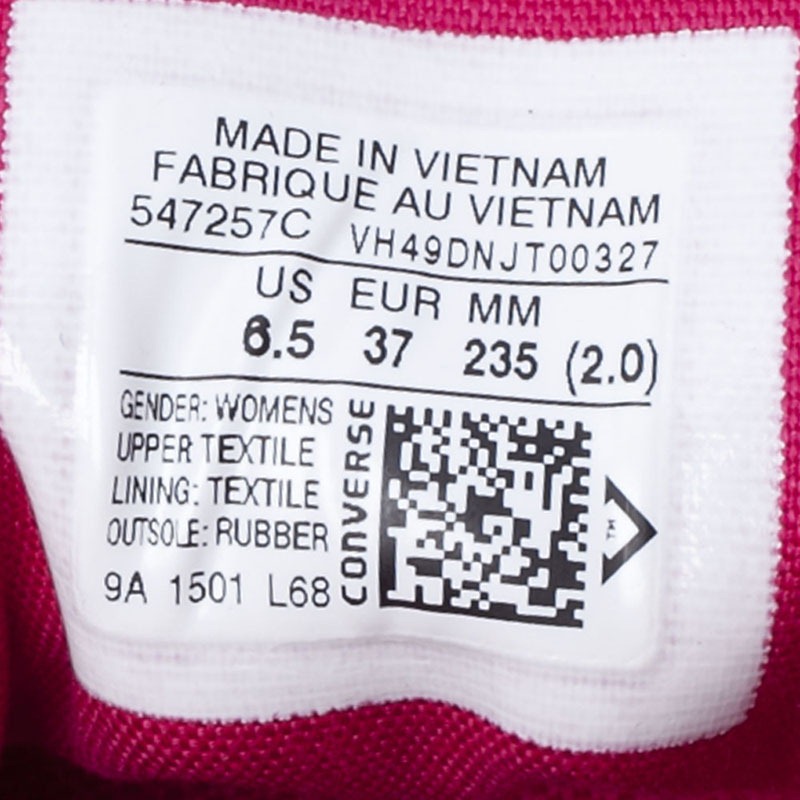 MADE IN VIETNAM
FABRIQUE AU VIETNAM
547257C VH49DNJT00327
US EUR MM
6.5 37 235 (2.0)
GENDER: WOMENS
UPPER TEXTILE
LINING: TEXTILE
OUTSOLE: RUBBER
9A 1501 L68
CONVERSE
TM